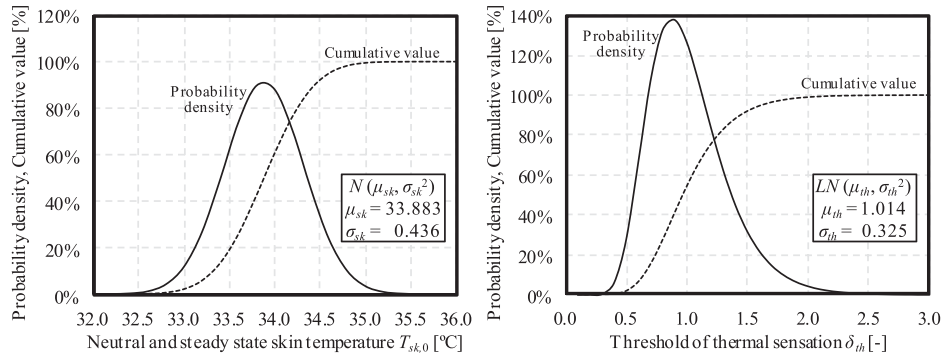 Probability density, Cumulative value [%]
120%
100%
80%
60%
40%
20%
0%
Cumulative value
Probability
density
N (μsk, σsk²)
μsk = 33.883
σsk = 0.436
32.0 32.5 33.0 33.5 34.0 34.5 35.0 35.5 36.0
Neutral and steady state skin temperature Tsk,0 [ºC]
Probability density, Cumulative value [%]
140%
120%
100%
80%
60%
40%
20%
0%
Probability
density
Cumulative value
LN (μth, σth²)
μth = 1.014
σth = 0.325
0.0 0.5 1.0 1.5 2.0 2.5 3.0
Threshold of thermal sensation δth [-]